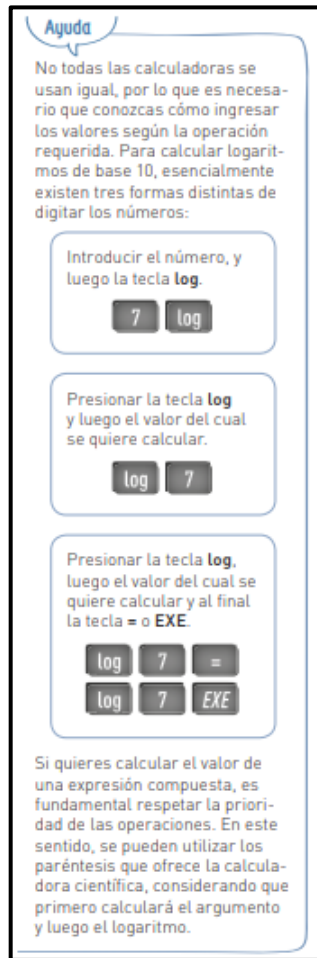 Ayuda
No todas las calculadoras se
usan igual, por lo que es necesa-
rio que conozcas cómo ingresar
los valores según la operación
requerida. Para calcular logarit-
mos de base 10, esencialmente
existen tres formas distintas de
digitar los números:
Introducir el número, y
luego la tecla log.
7 log
Presionar la tecla log
y luego el valor del cual
se quiere calcular.
log 7
Presionar la tecla log,
luego el valor del cual se
quiere calcular y al final
la tecla = o EXE.
log 7 =
log 7 EXE
Si quieres calcular el valor de
una expresión compuesta, es
fundamental respetar la priori-
dad de las operaciones. En este
sentido, se pueden utilizar los
paréntesis que ofrece la calcula-
dora científica, considerando que
primero calculará el argumento
y luego el logaritmo.